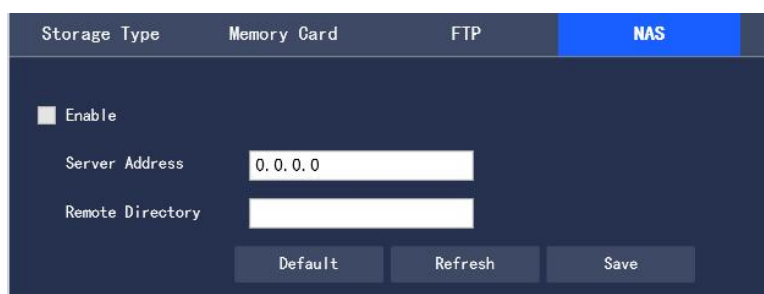 Storage Type Memory Card FTP NAS
Enable
Server Address 0.0.0.0
Remote Directory
Default Refresh Save